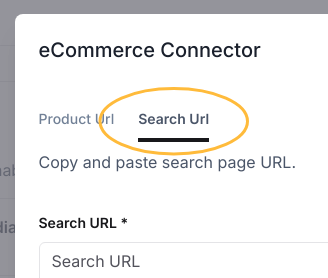 eCommerce Connector
Product Url Search Url
Copy and paste search page URL.
Search URL *
Search URL